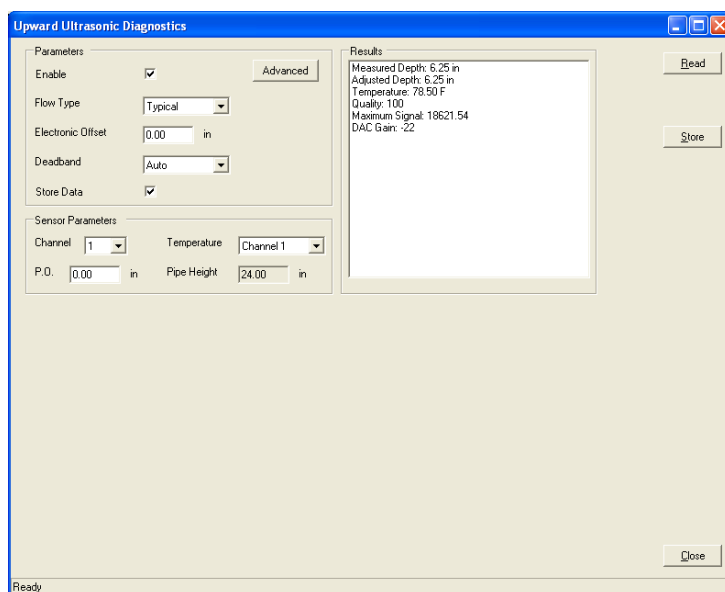 Upward Ultrasonic Diagnostics
Parameters
Enable
Advanced
Flow Type
Typical
Electronic Offset
0.00
in
Deadband
Auto
Store Data
Sensor Parameters
Channel
1
Temperature
Channel 1
P.O.
0.00
in
Pipe Height
24.00
in
Results
Measured Depth: 6.25 in
Adjusted Depth: 6.25 in
Temperature: 78.50 F
Quality: 100
Maximum Signal: 18621.54
DAC Gain: -22
Read
Store
Close
Ready